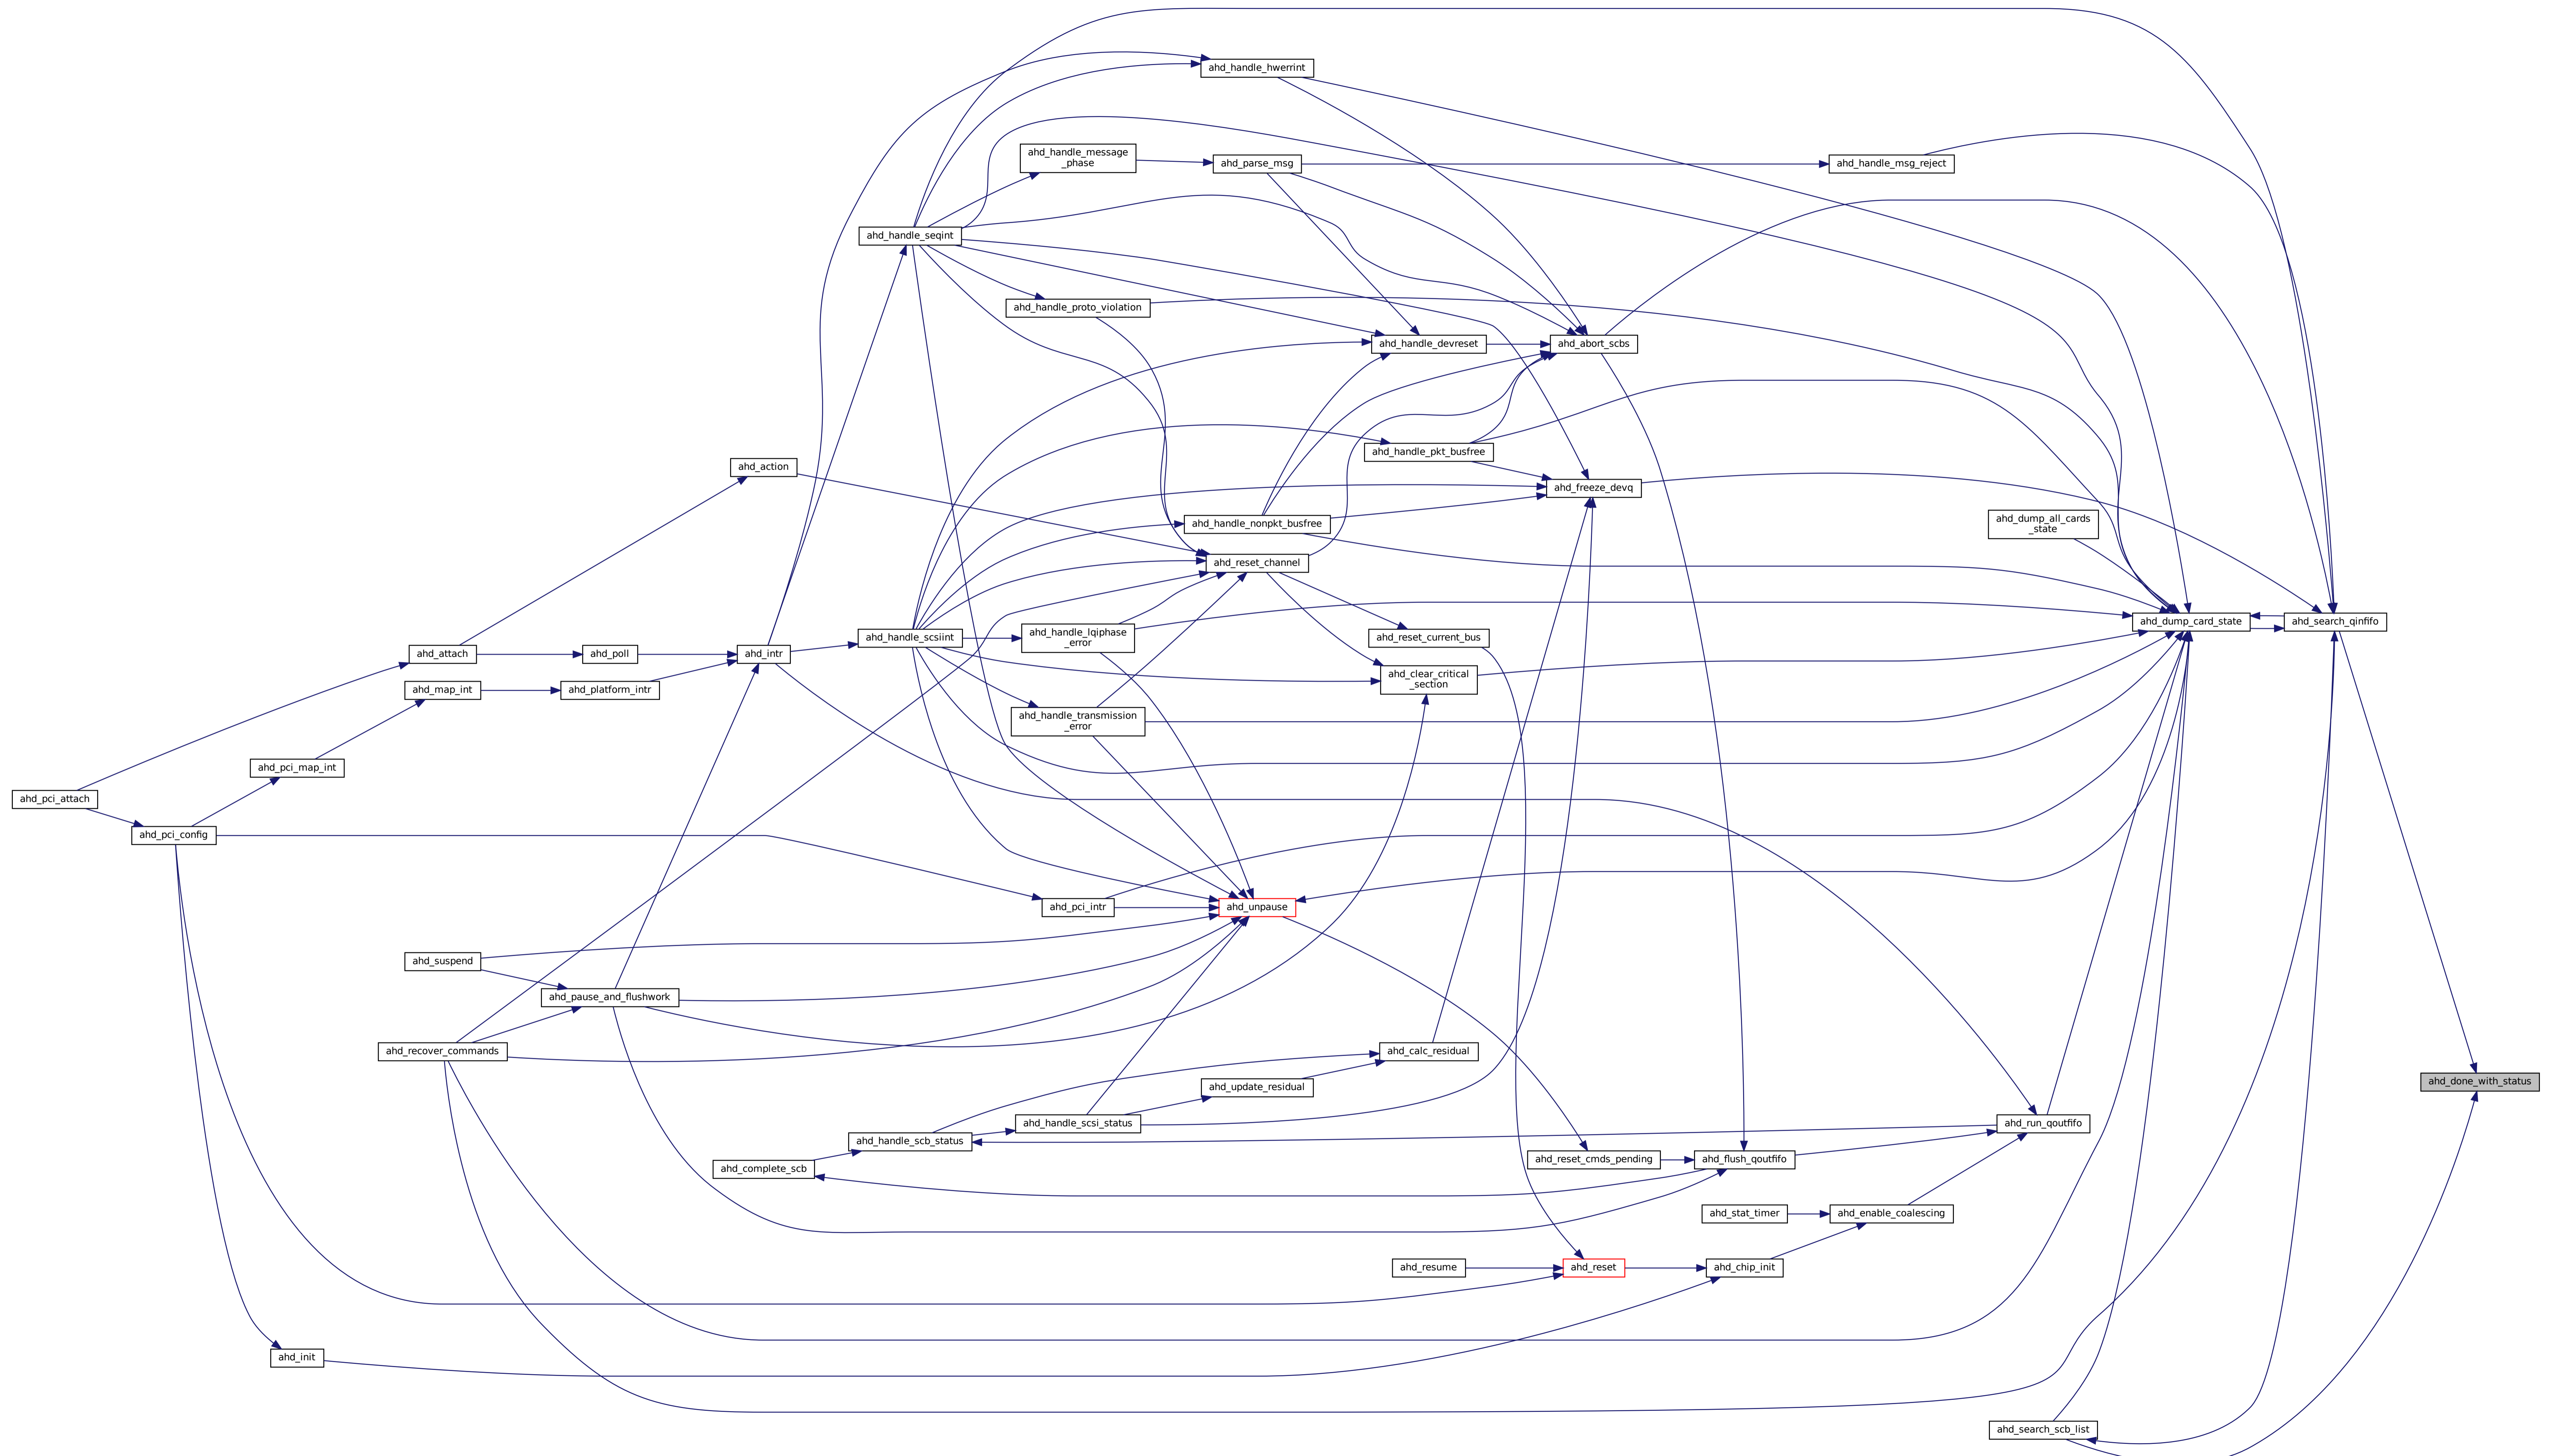 ahd_handle_hwerrint
ahd_handle_message
_phase
ahd_parse_msg
ahd_handle_msg_reject
ahd_handle_seqint
ahd_handle_proto_violation
ahd_handle_devreset
ahd_abort_scbs
ahd_handle_pkt_busfree
ahd_action
ahd_freeze_devq
ahd_handle_nonpkt_busfree
ahd_dump_all_cards
_state
ahd_reset_channel
ahd_dump_card_state
ahd_search_qinfifo
ahd_handle_scsiint
ahd_handle_lqiphase
_error
ahd_reset_current_bus
ahd_attach
ahd_poll
ahd_intr
ahd_map_int
ahd_platform_intr
ahd_clear_critical
_section
ahd_handle_transmission
_error
ahd_pci_map_int
ahd_pci_attach
ahd_pci_config
ahd_pci_intr
ahd_unpause
ahd_suspend
ahd_pause_and_flushwork
ahd_recover_commands
ahd_calc_residual
ahd_update_residual
ahd_done_with_status
ahd_handle_scsi_status
ahd_run_qoutfifo
ahd_handle_scb_status
ahd_complete_scb
ahd_reset_cmds_pending
ahd_flush_qoutfifo
ahd_stat_timer
ahd_enable_coalescing
ahd_resume
ahd_reset
ahd_chip_init
ahd_init
ahd_search_scb_list